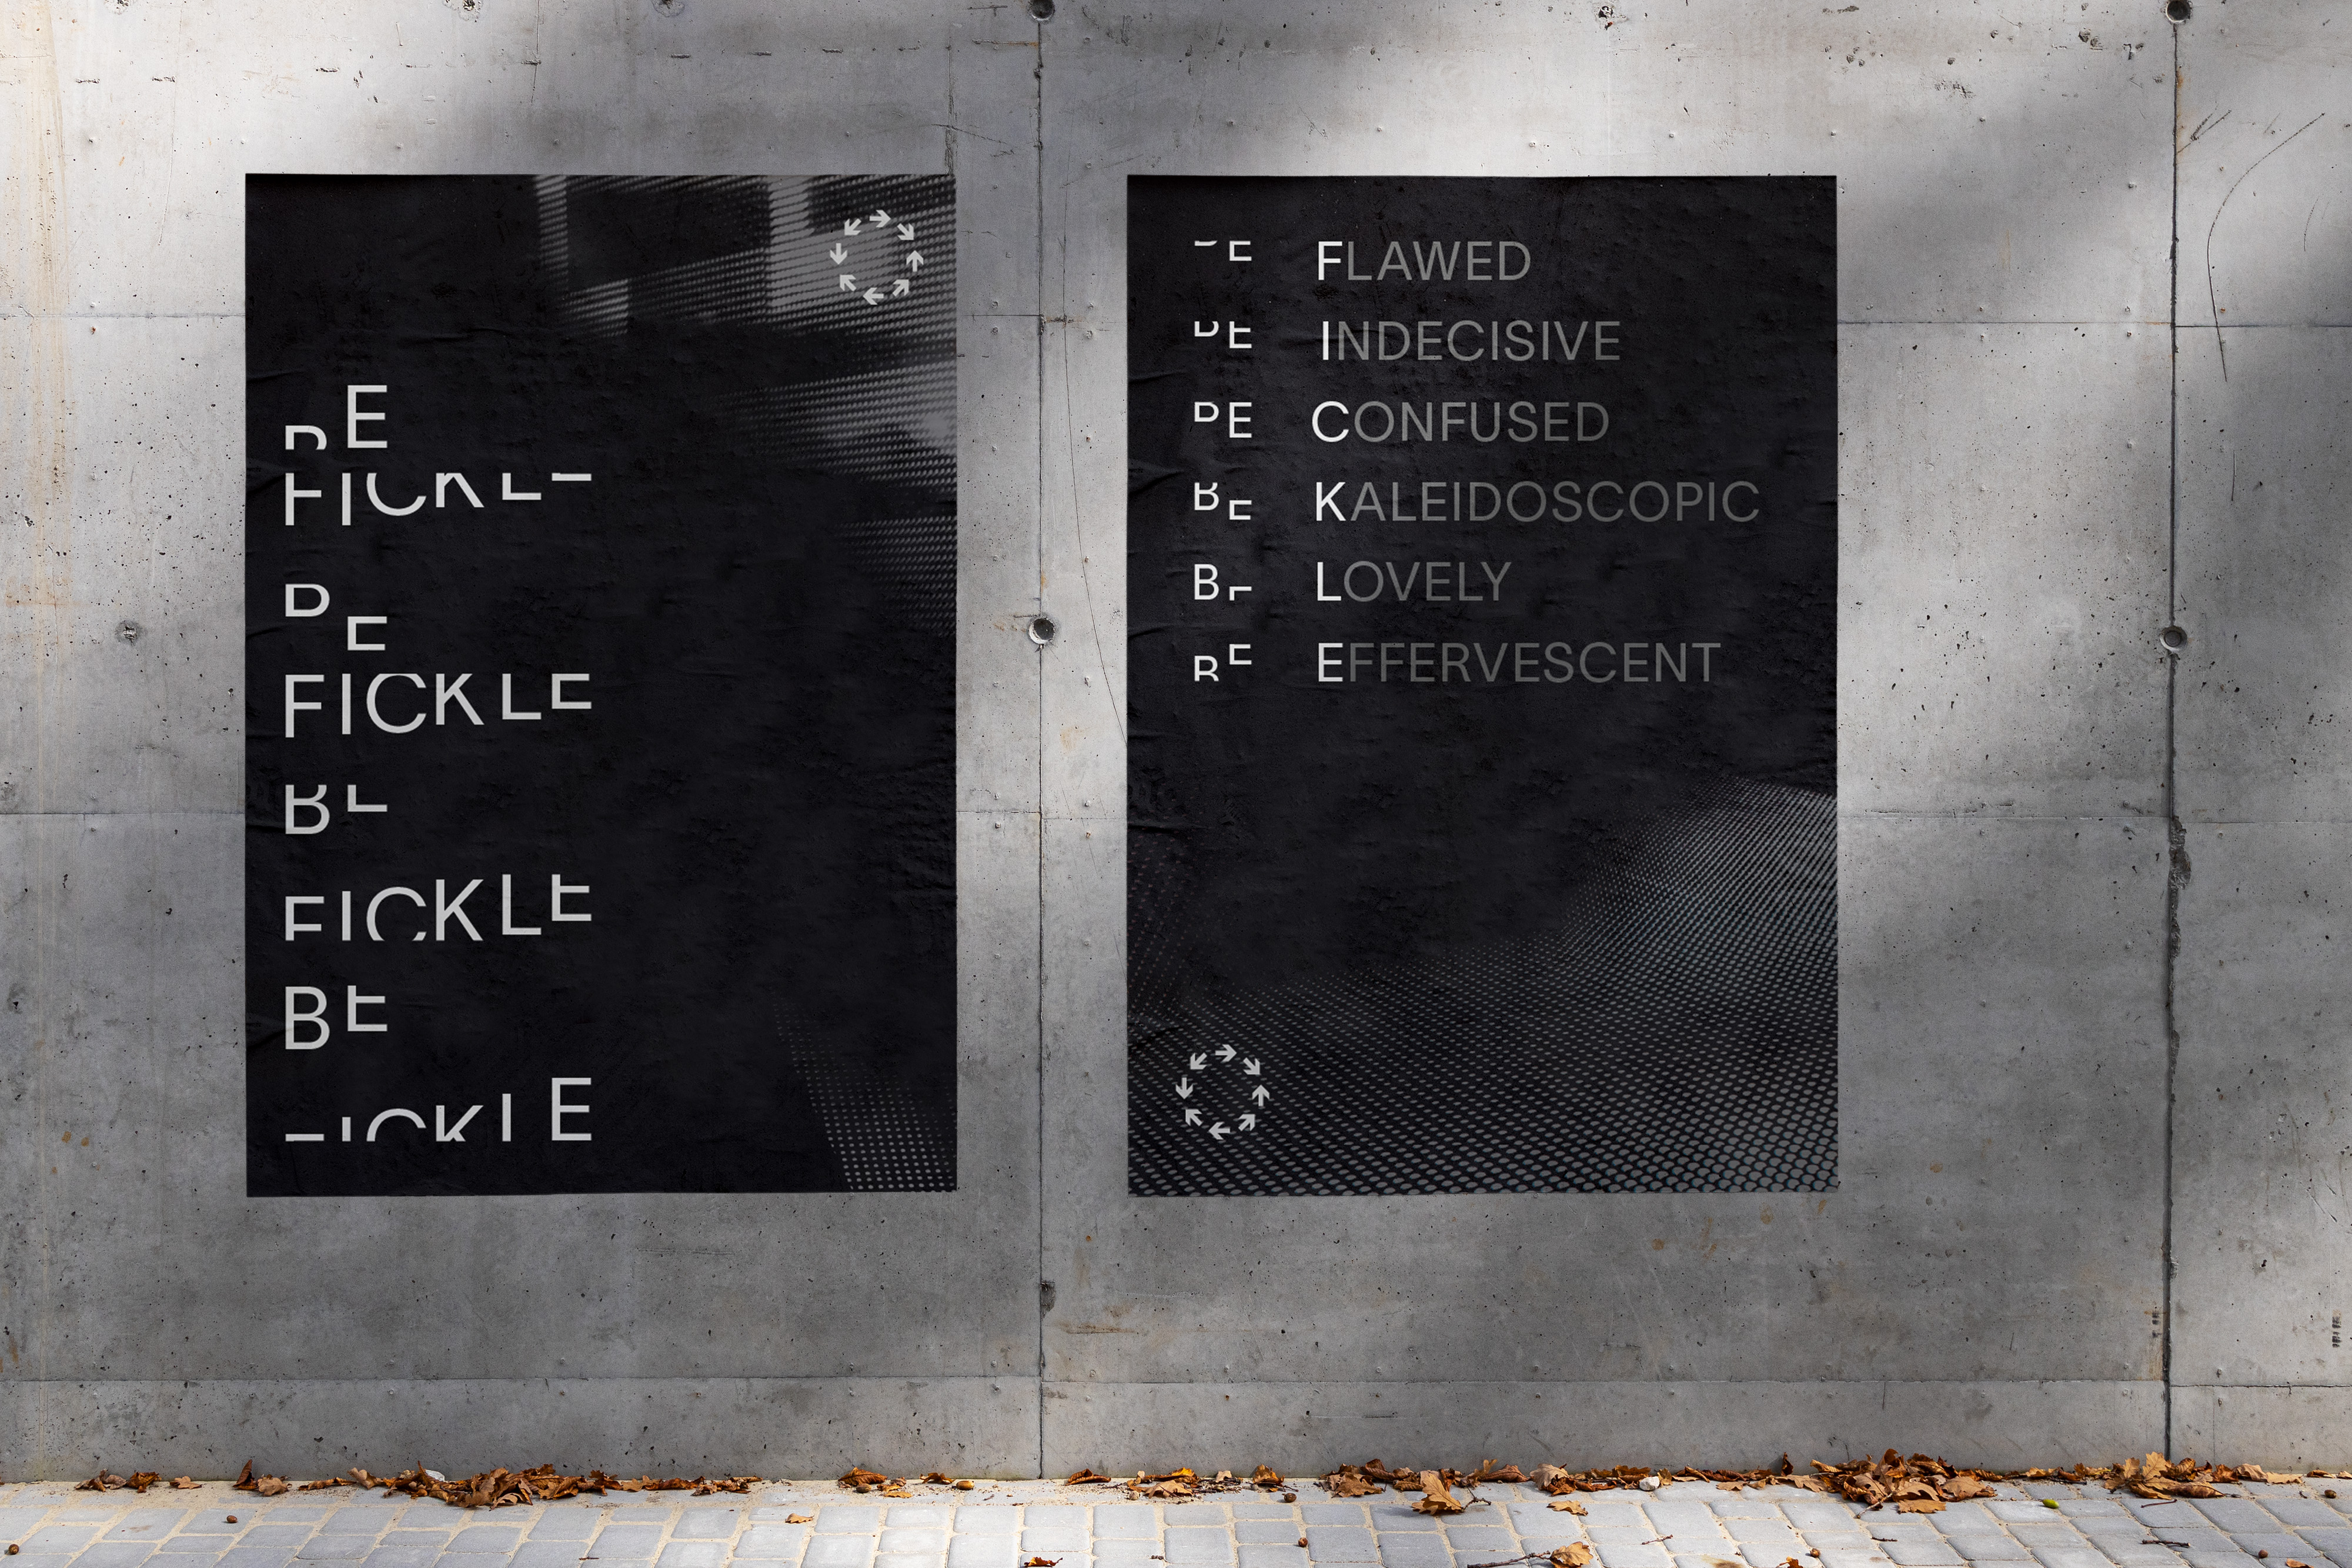 BE
FICKLE
BE
FICKLE
BE
FICKLE
BE
FICKLE
BE FLAWED
BE INDECISIVE
BE CONFUSED
BE KALEIDOSCOPIC
BE LOVELY
BE EFFERVESCENT